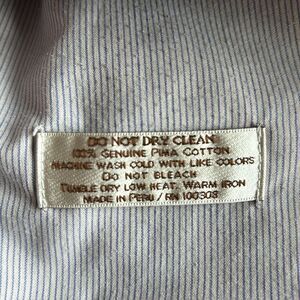 DO NOT DRY CLEAN
100% GENUINE PIMA COTTON
MACHINE WASH COLD WITH LIKE COLORS
DO NOT BLEACH
TUMBLE DRY LOW HEAT. WARM IRON
MADE IN PERU / RN 100308